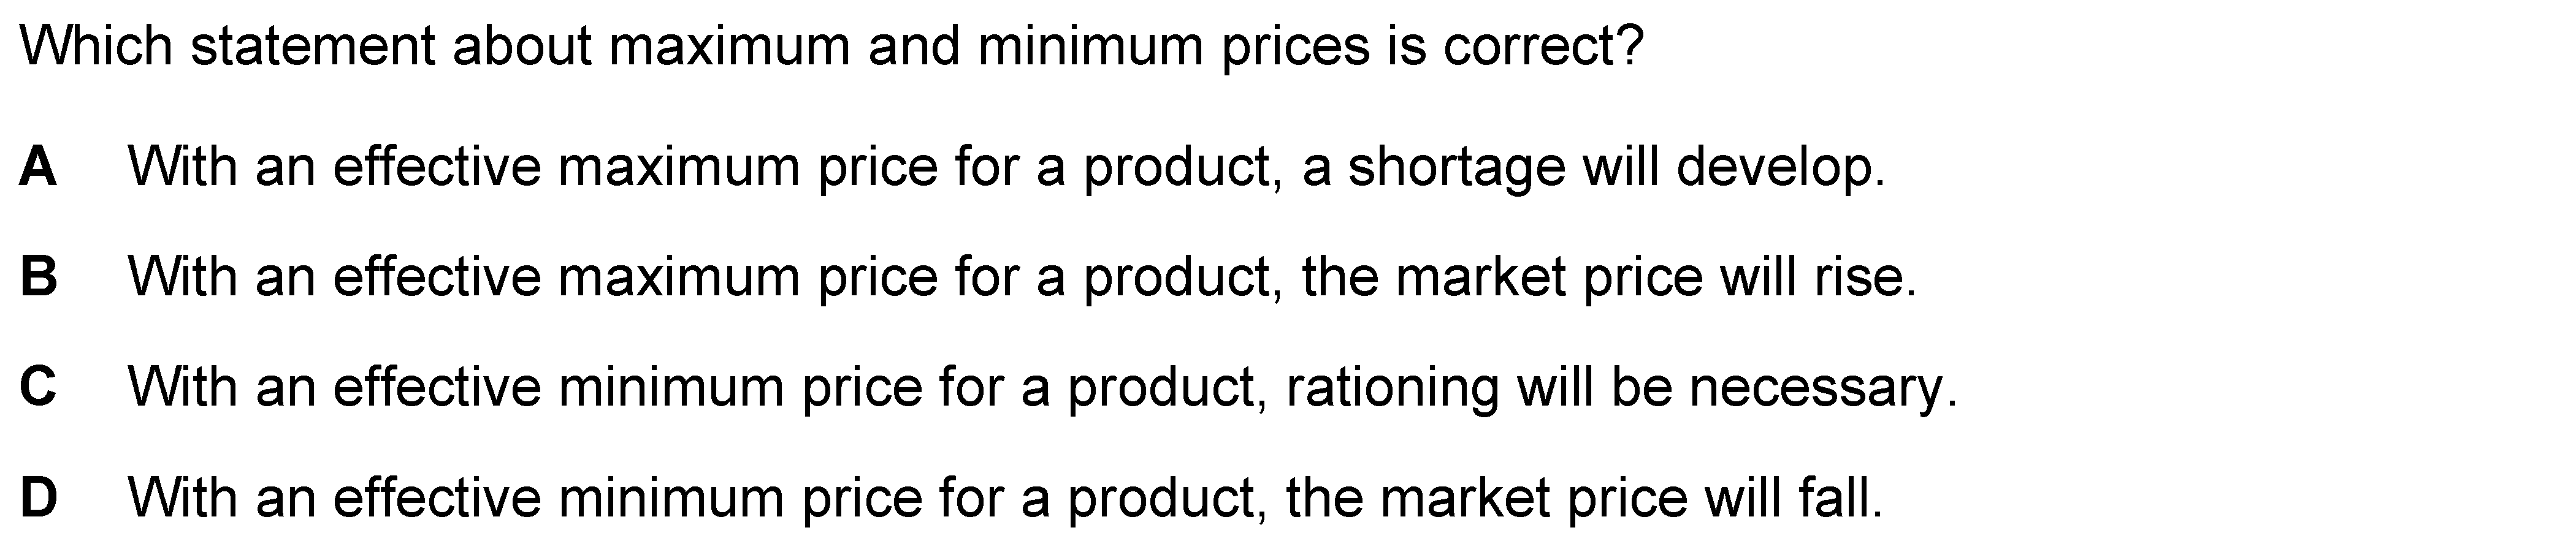 Which statement about maximum and minimum prices is correct?
A With an effective maximum price for a product, a shortage will develop.
B With an effective maximum price for a product, the market price will rise.
C With an effective minimum price for a product, rationing will be necessary.
D With an effective minimum price for a product, the market price will fall.